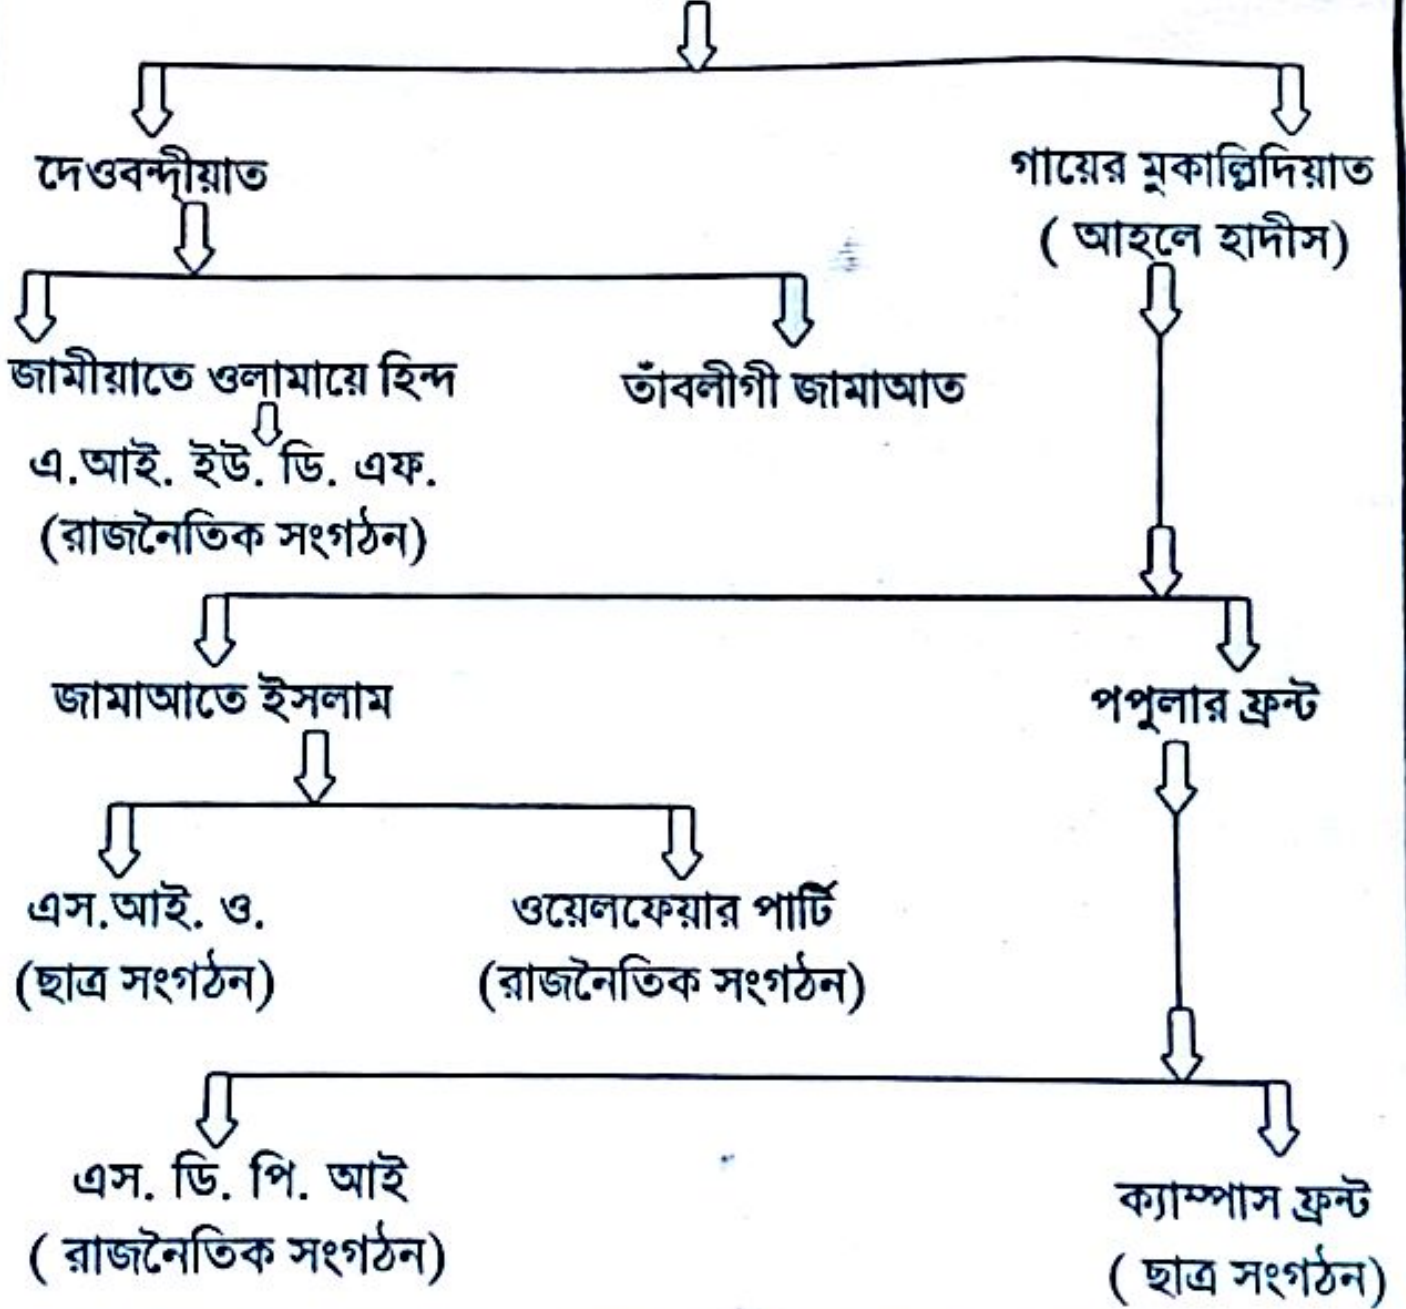 দেওবন্দীয়াত
গায়ের মুকাল্লিদিয়াত
( আহলে হাদীস)
জামীয়াতে ওলামায়ে হিন্দ
তাঁবলীগী জামাআত
এ.আই. ইউ. ডি. এফ.
(রাজনৈতিক সংগঠন)
জামাআতে ইসলাম
পপুলার ফ্রন্ট
এস.আই. ও.
(ছাত্র সংগঠন)
ওয়েলফেয়ার পার্টি
(রাজনৈতিক সংগঠন)
এস. ডি. পি. আই
( রাজনৈতিক সংগঠন)
ক্যাম্পাস ফ্রন্ট
( ছাত্র সংগঠন)